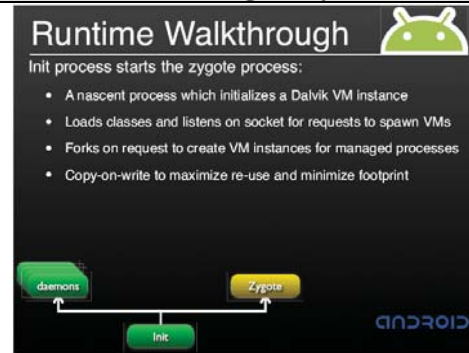 Runtime Walkthrough
Init process starts the zygote process:
• A nascent process which initializes a Dalvik VM instance
• Loads classes and listens on socket for requests to spawn VMs
• Forks on request to create VM instances for managed processes
• Copy-on-write to maximize re-use and minimize footprint
daemons
Zygote
Init
ANDROID